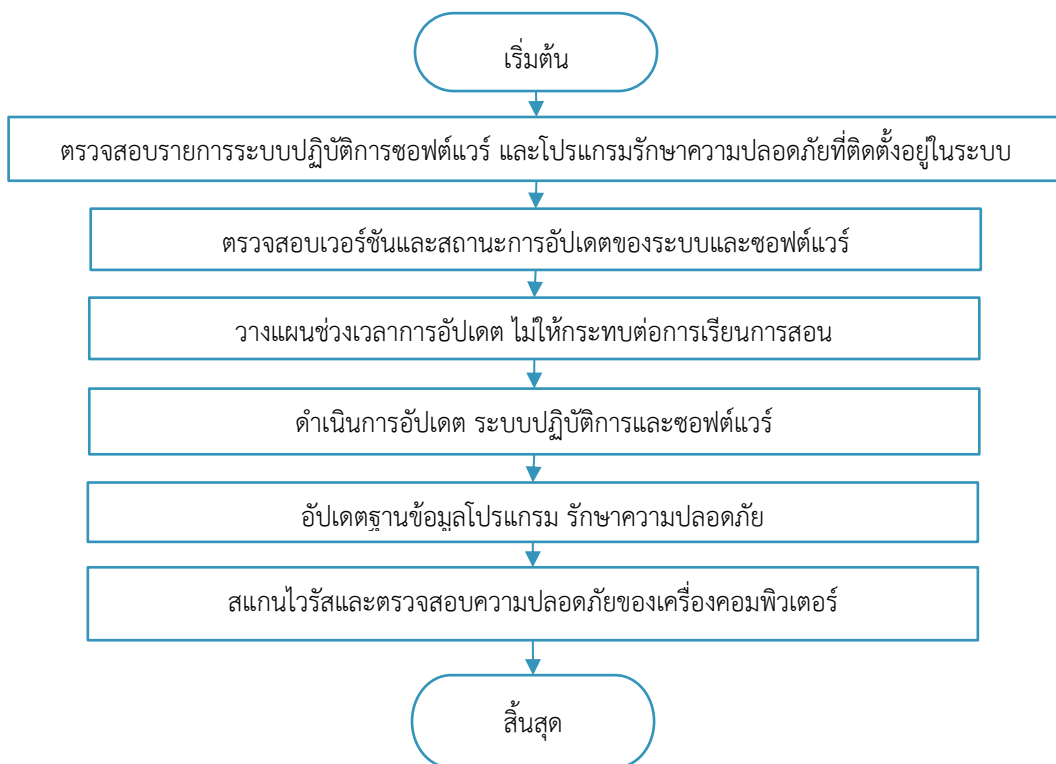 เริ่มต้น
ตรวจสอบรายการระบบปฏิบัติการซอฟต์แวร์ และโปรแกรมรักษาความปลอดภัยที่ติดตั้งอยู่ในระบบ
ตรวจสอบเวอร์ชันและสถานะการอัปเดตของระบบและซอฟต์แวร์
วางแผนช่วงเวลาการอัปเดต ไม่ให้กระทบต่อการเรียนการสอน
ดำเนินการอัปเดต ระบบปฏิบัติการและซอฟต์แวร์
อัปเดตฐานข้อมูลโปรแกรม รักษาความปลอดภัย
สแกนไวรัสและตรวจสอบความปลอดภัยของเครื่องคอมพิวเตอร์
สิ้นสุด